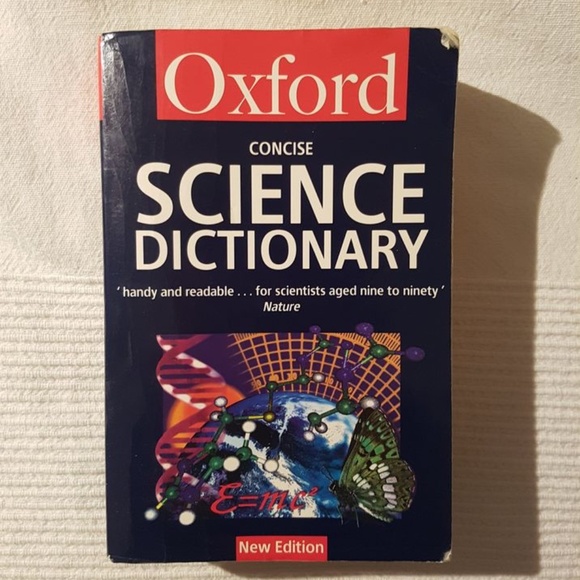 Oxford
CONCISE
SCIENCE
DICTIONARY
‘ handy and readable . . . for scientists aged nine to ninety ’
Nature
E=mc²
New Edition